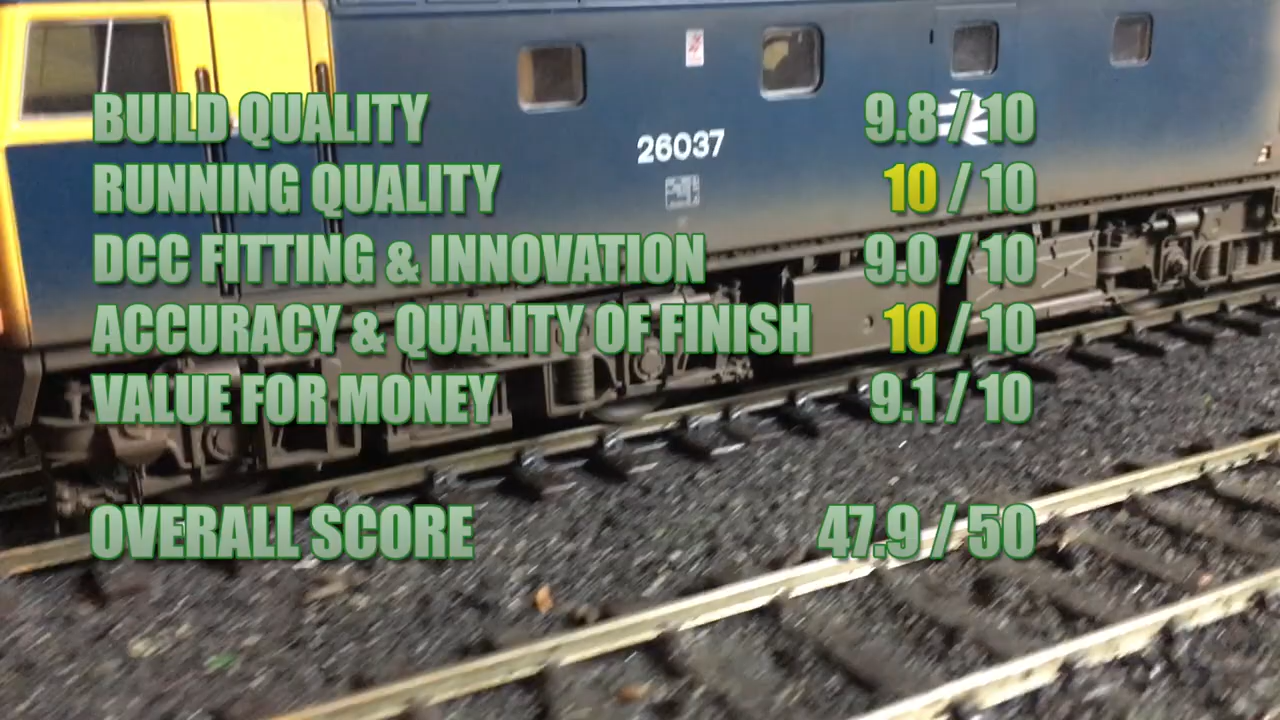 BUILD QUALITY 9.8 / 10
26037
RUNNING QUALITY 10 / 10
DCC FITTING & INNOVATION 9.0 / 10
ACCURACY & QUALITY OF FINISH 10 / 10
VALUE FOR MONEY 9.1 / 10
OVERALL SCORE 47.9 / 50